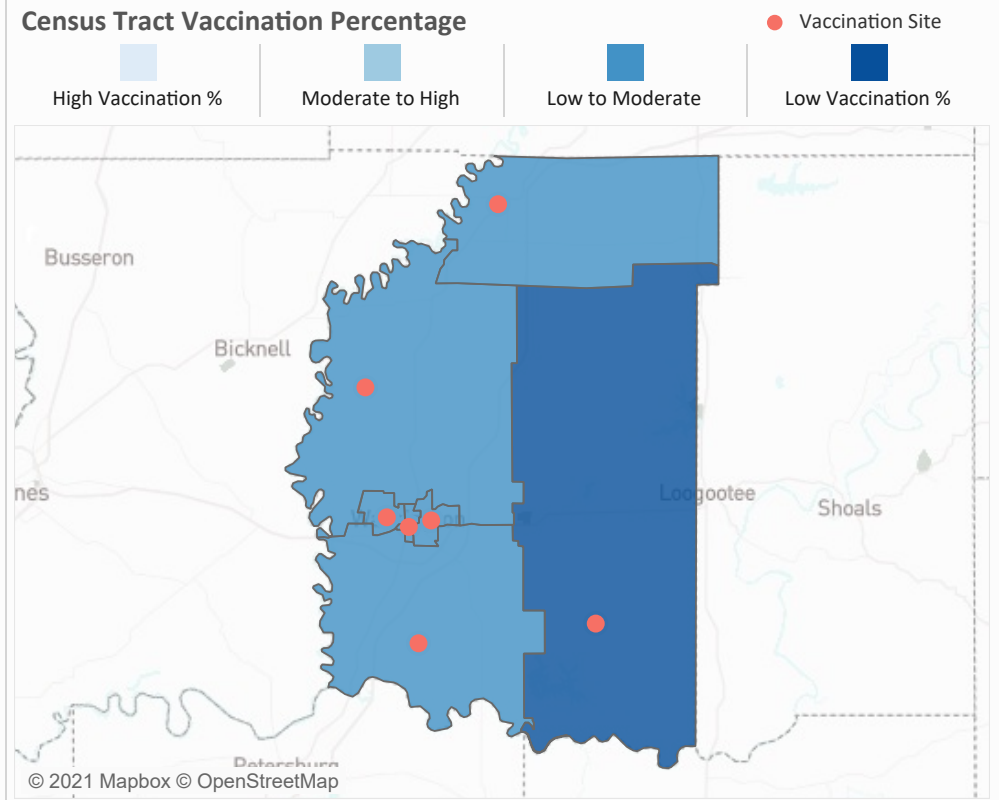 Census Tract Vaccination Percentage
Vaccination Site
High Vaccination %
Moderate to High
Low to Moderate
Low Vaccination %
Busseron
Bicknell
nes
Loogootee
Shoals
Petersburg
© 2021 Mapbox © OpenStreetMap